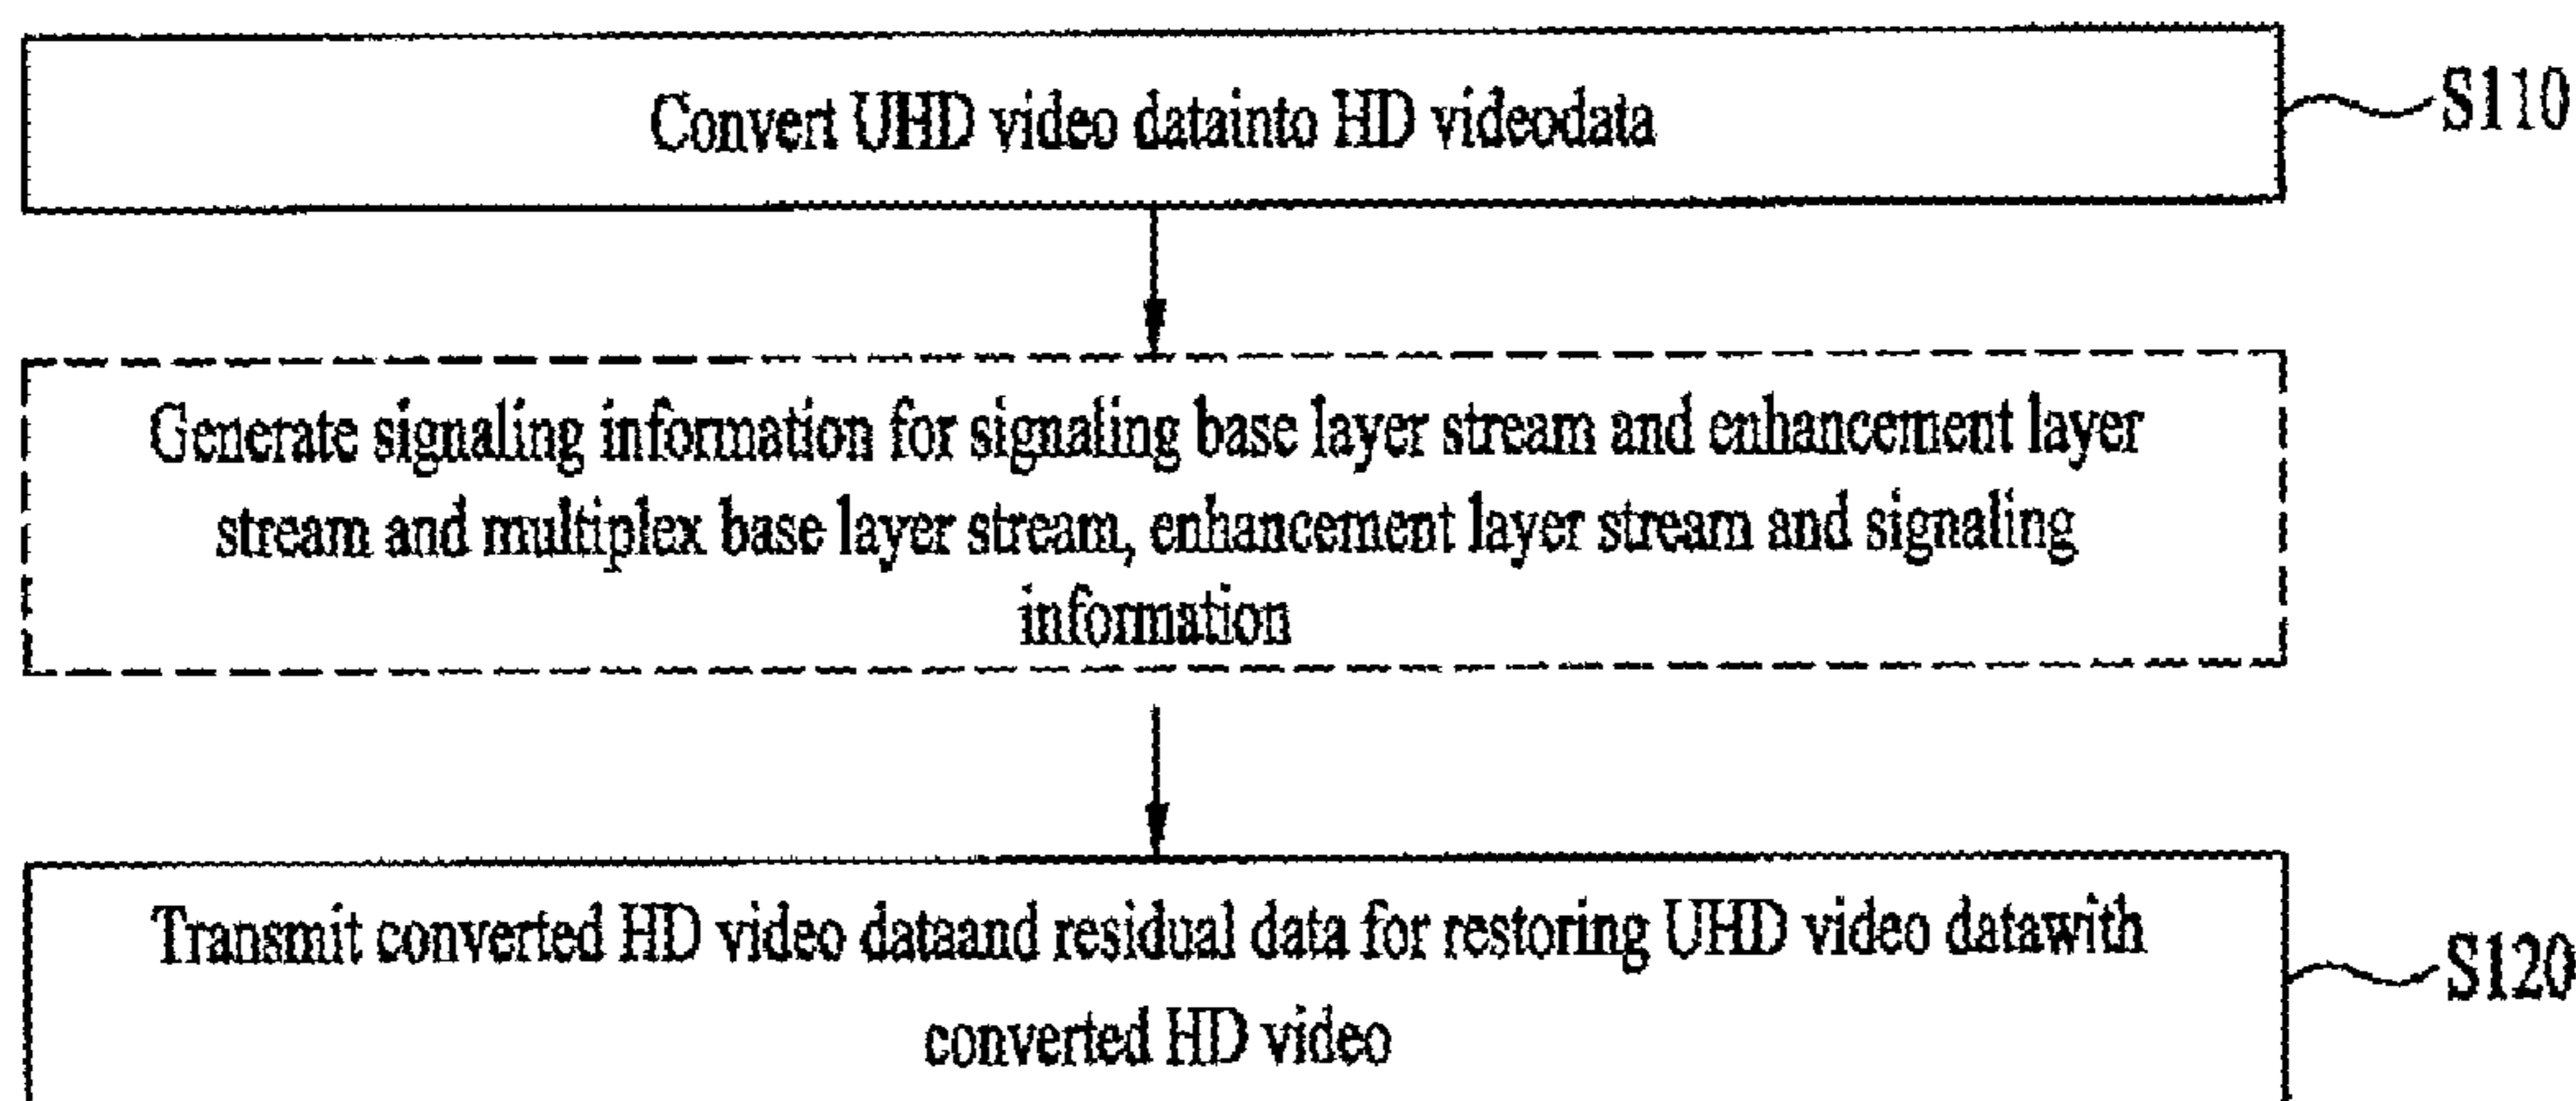 Convert UHD video datainto HD videodata
S110
Generate signaling information for signaling base layer stream and enhancement layer
stream and multiplex base layer stream, enhancement layer stream and signaling
information
Transmit converted HD video dataand residual data for restoring UHD video datawith
converted HD video
S120